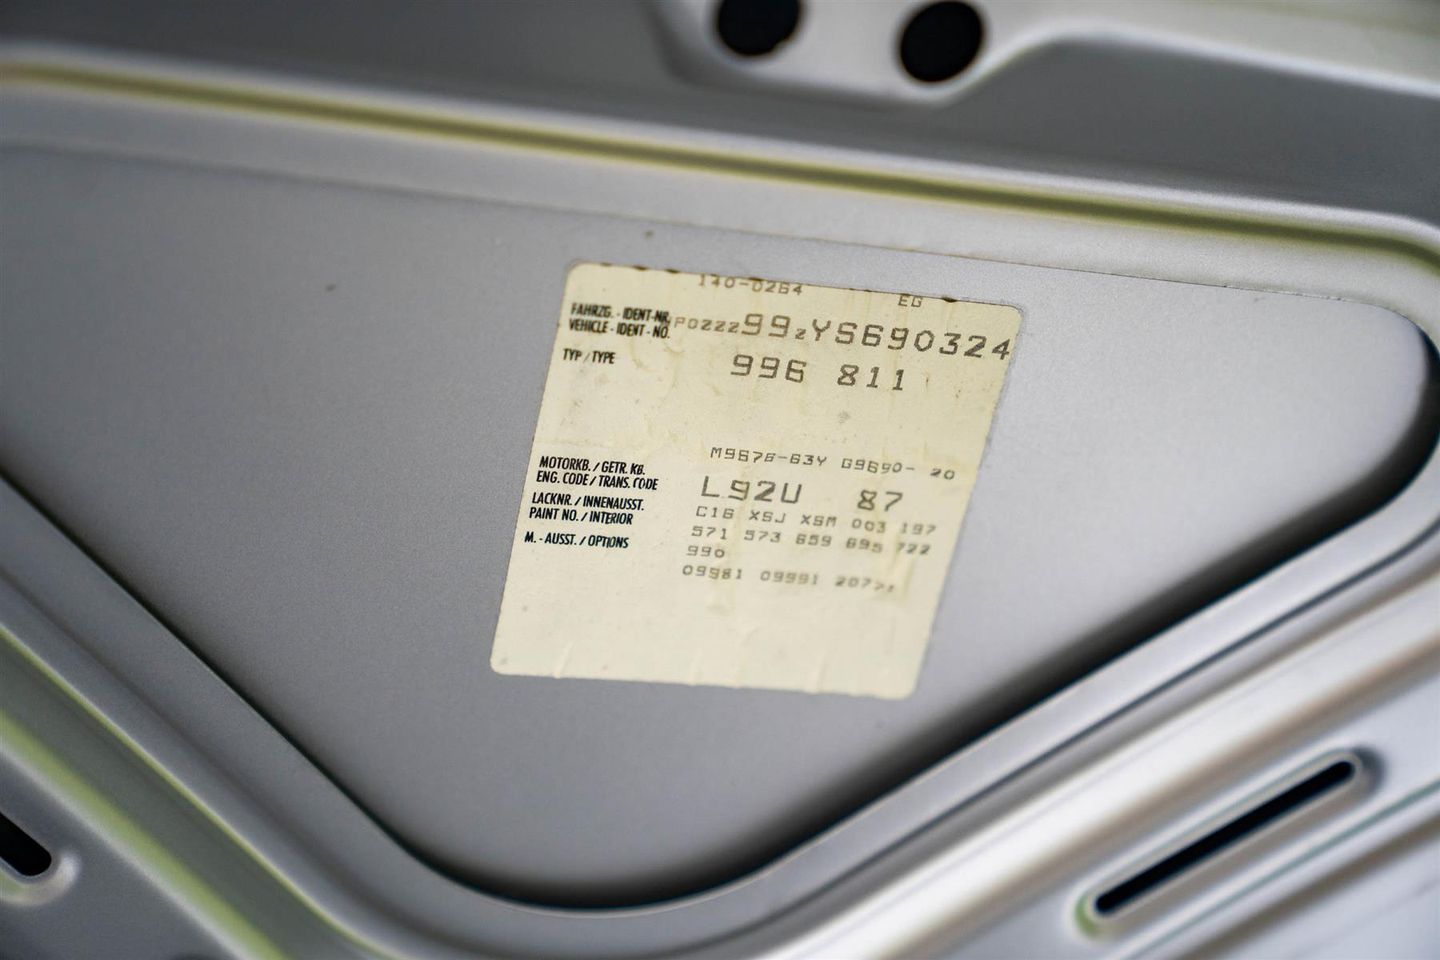 140-0264 EG
FAHRZG. - IDENT-NR. WP0ZZZ99ZYS690324
VEHICLE - IDENT - NO.
TYP / TYPE 996 811
MOTORKB. / GETR. KB. M9676-63Y G9690- 20
ENG. CODE / TRANS. CODE
LACKNR. / INNENAUSST. L92U 87
PAINT NO. / INTERIOR
M. - AUSST. / OPTIONS C16 XSJ XSM 003 197
571 573 659 695 722
990
09981 09991